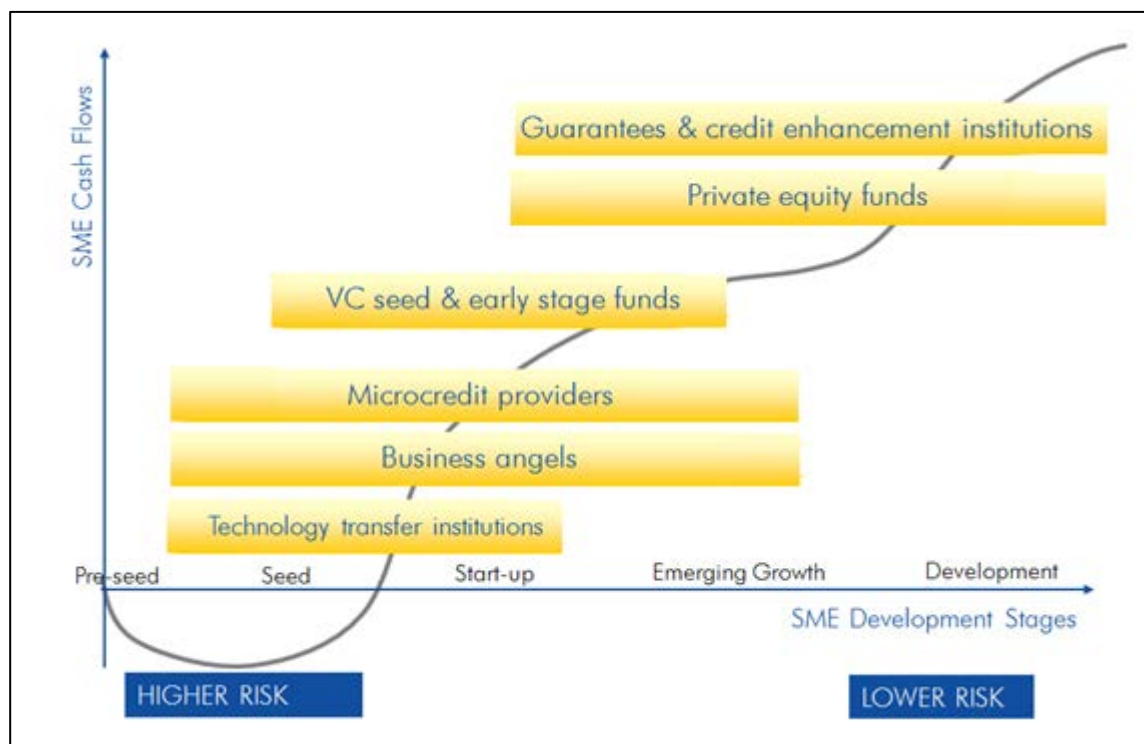 SME Cash Flows
Guarantees & credit enhancement institutions
Private equity funds
VC seed & early stage funds
Microcredit providers
Business angels
Technology transfer institutions
Pre-seed Seed Start-up Emerging Growth Development
SME Development Stages
HIGHER RISK
LOWER RISK